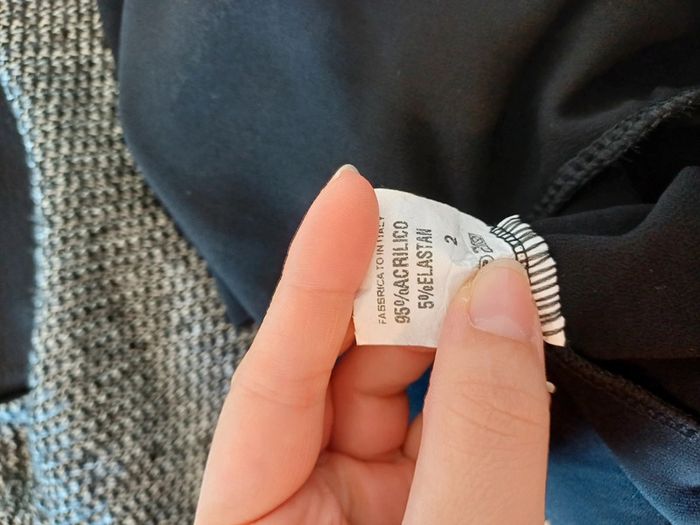 FABBRICATO IN ITALY
95%ACRILICO
5%ELASTAN
2